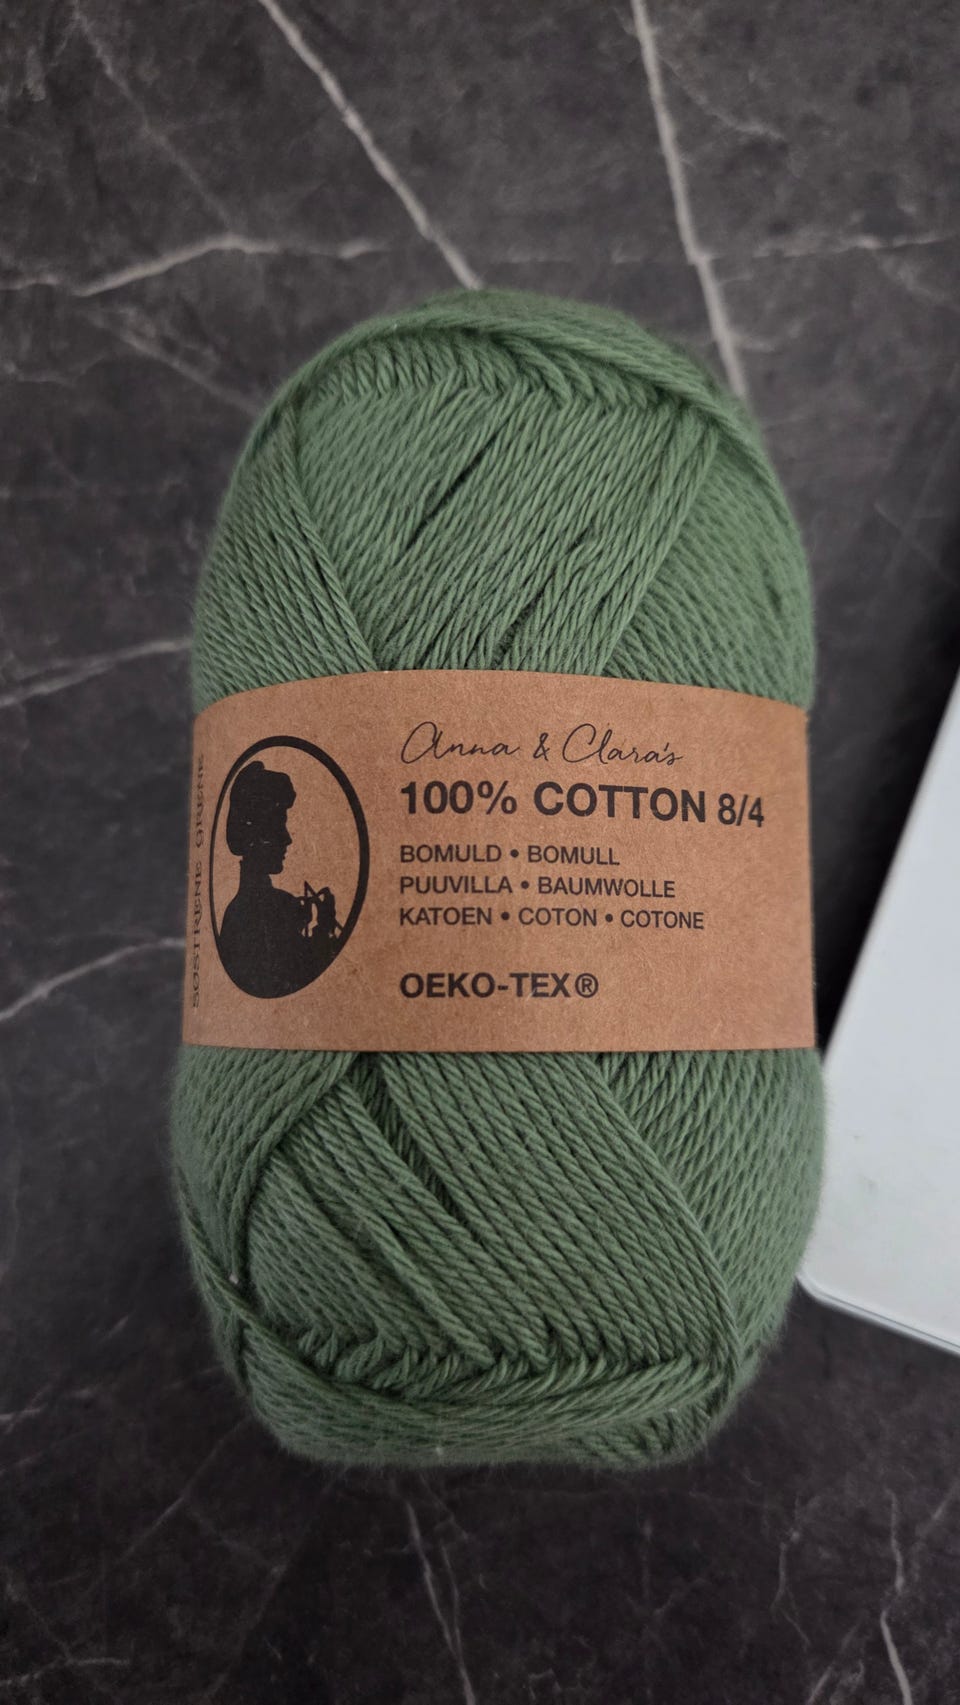 SØSTRENE GRENE
Anna & Clara's
100% COTTON 8/4
BOMULD • BOMULL
PUUVILLA • BAUMWOLLE
KATOEN • COTON • COTONE
OEKO-TEX®